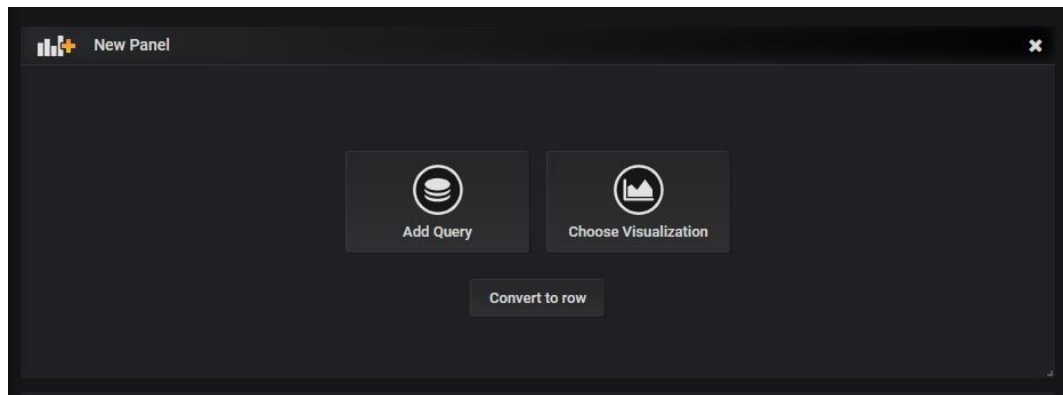 New Panel
Add Query
Choose Visualization
Convert to row